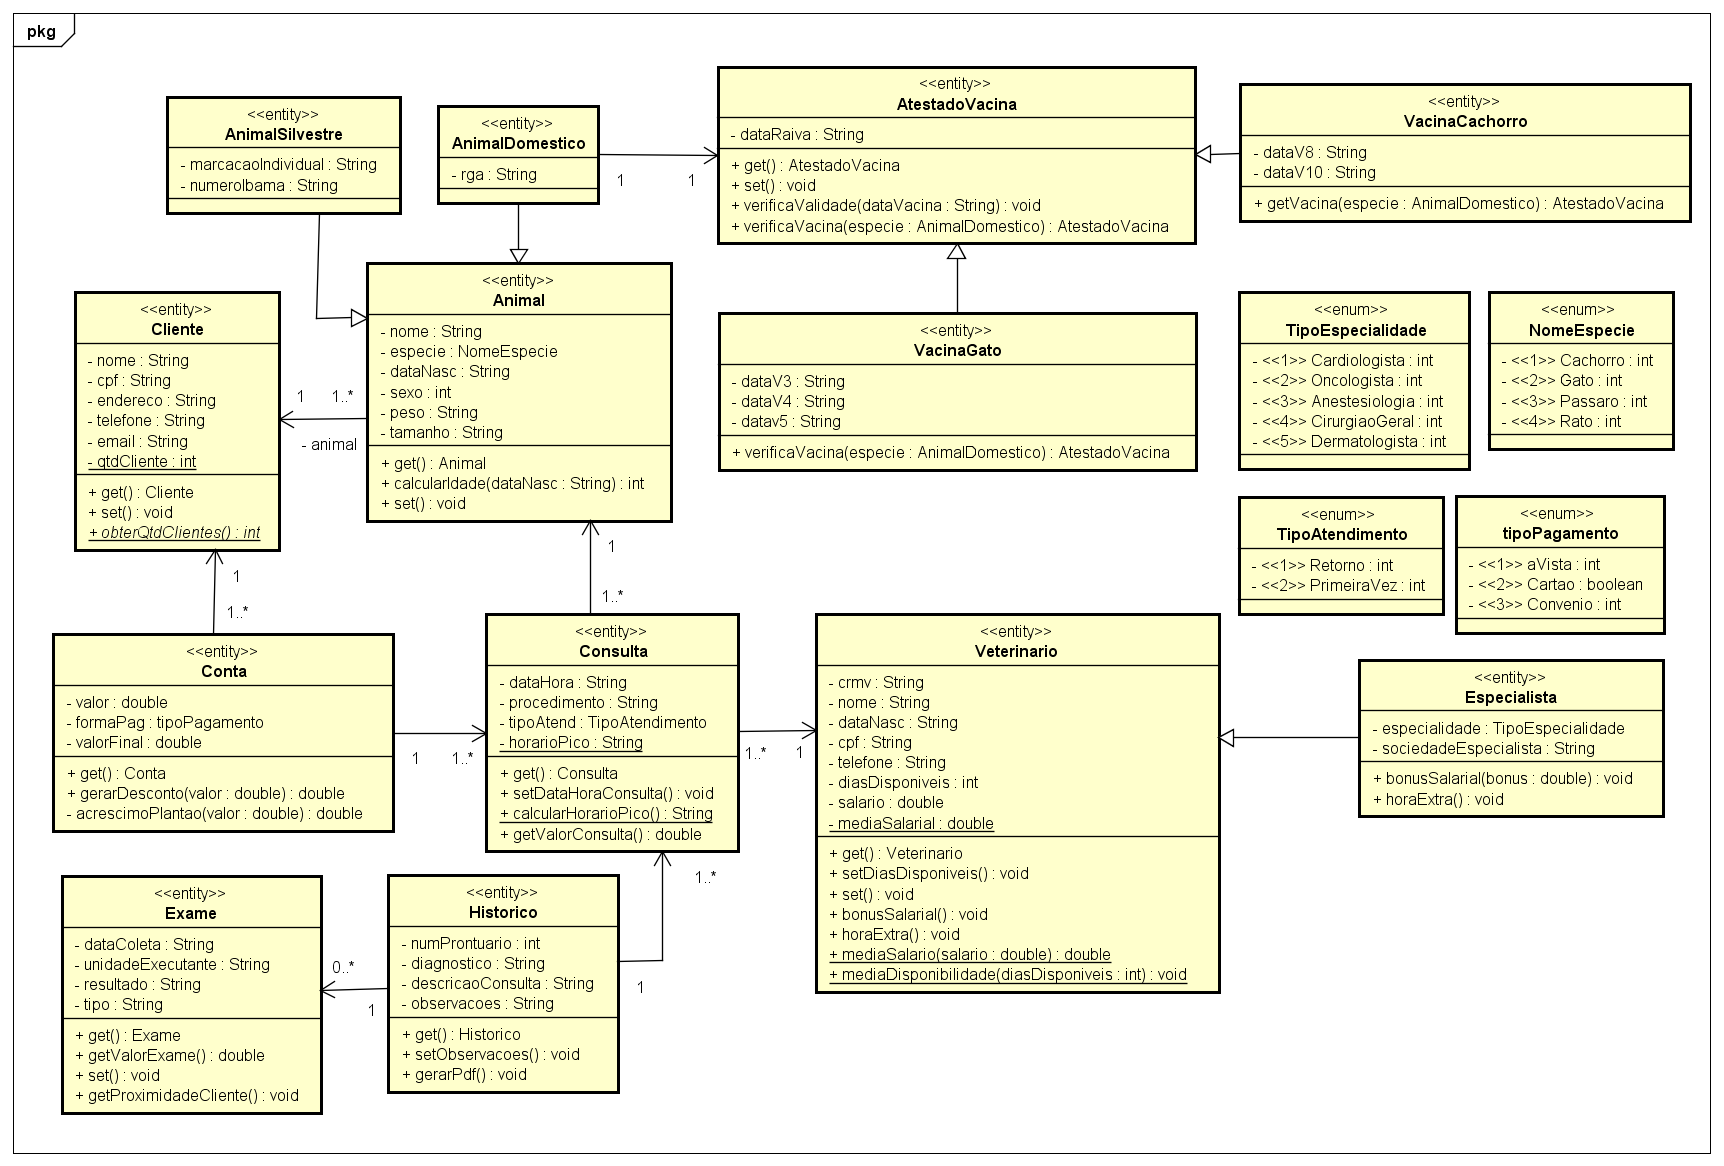 pkg
<<entity>>
AnimalSilvestre
- marcacaoIndividual : String
- numeroIbama : String
<<entity>>
AnimalDomestico
- rga : String
1
1
<<entity>>
AtestadoVacina
- dataRaiva : String
+ get() : AtestadoVacina
+ set() : void
+ verificaValidade(dataVacina : String) : void
+ verificaVacina(especie : AnimalDomestico) : AtestadoVacina
<<entity>>
VacinaCachorro
- dataV8 : String
- dataV10 : String
+ getVacina(especie : AnimalDomestico) : AtestadoVacina
<<entity>>
Cliente
- nome : String
- cpf : String
- endereco : String
- telefone : String
- email : String
- qtdCliente : int
+ get() : Cliente
+ set() : void
+ obterQtdClientes() : int
1
1..*
- animal
<<entity>>
Animal
- nome : String
- especie : NomeEspecie
- dataNasc : String
- sexo : int
- peso : String
- tamanho : String
+ get() : Animal
+ calcularIdade(dataNasc : String) : int
+ set() : void
<<entity>>
VacinaGato
- dataV3 : String
- dataV4 : String
- datav5 : String
+ verificaVacina(especie : AnimalDomestico) : AtestadoVacina
<<enum>>
TipoEspecialidade
- <<1>> Cardiologista : int
- <<2>> Oncologista : int
- <<3>> Anestesiologia : int
- <<4>> CirurgiaoGeral : int
- <<5>> Dermatologista : int
<<enum>>
NomeEspecie
- <<1>> Cachorro : int
- <<2>> Gato : int
- <<3>> Passaro : int
- <<4>> Rato : int
<<enum>>
TipoAtendimento
- <<1>> Retorno : int
- <<2>> PrimeiraVez : int
<<enum>>
tipoPagamento
- <<1>> aVista : int
- <<2>> Cartao : boolean
- <<3>> Convenio : int
1
1..*
1
1..*
<<entity>>
Conta
- valor : double
- formaPag : tipoPagamento
- valorFinal : double
+ get() : Conta
+ gerarDesconto(valor : double) : double
- acrescimoPlantao(valor : double) : double
1
1..*
<<entity>>
Consulta
- dataHora : String
- procedimento : String
- tipoAtend : TipoAtendimento
- horarioPico : String
+ get() : Consulta
+ setDataHoraConsulta() : void
+ calcularHorarioPico() : String
+ getValorConsulta() : double
1..*
1
<<entity>>
Veterinario
- crmv : String
- nome : String
- dataNasc : String
- cpf : String
- telefone : String
- diasDisponiveis : int
- salario : double
- mediaSalarial : double
+ get() : Veterinario
+ setDiasDisponiveis() : void
+ set() : void
+ bonusSalarial() : void
+ horaExtra() : void
+ mediaSalario(salario : double) : double
+ mediaDisponibilidade(diasDisponiveis : int) : void
<<entity>>
Especialista
- especialidade : TipoEspecialidade
- sociedadeEspecialista : String
+ bonusSalarial(bonus : double) : void
+ horaExtra() : void
<<entity>>
Exame
- dataColeta : String
- unidadeExecutante : String
- resultado : String
- tipo : String
+ get() : Exame
+ getValorExame() : double
+ set() : void
+ getProximidadeCliente() : void
0..*
1
<<entity>>
Historico
- numProntuario : int
- diagnostico : String
- descricaoConsulta : String
- observacoes : String
+ get() : Historico
+ setObservacoes() : void
+ gerarPdf() : void
1..*
1